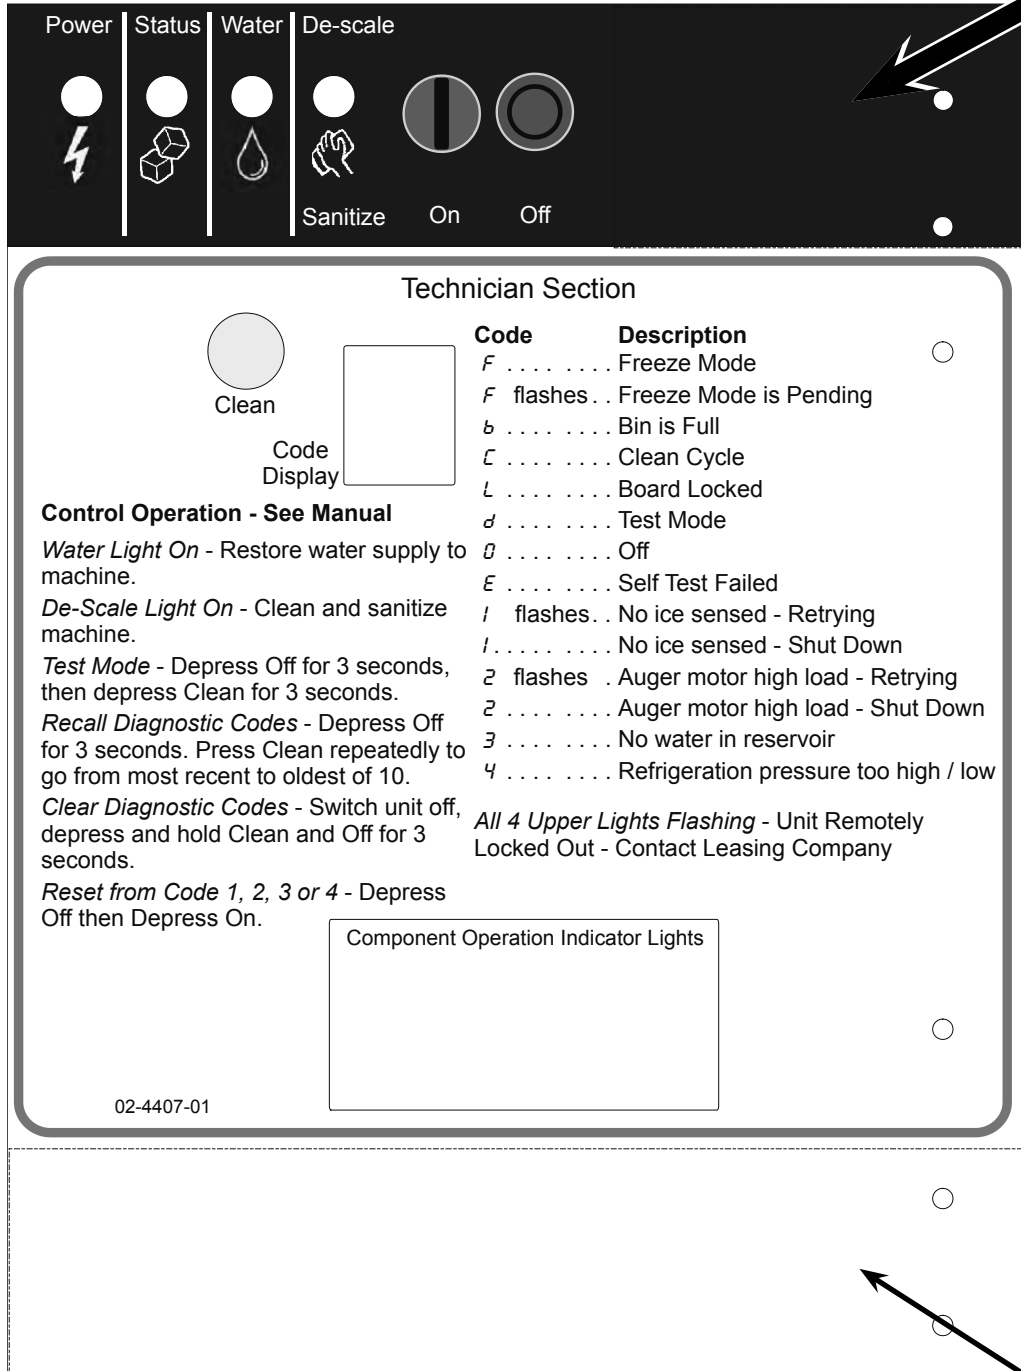 Power Status Water De-scale
Sanitize On Off
Technician Section
Clean
Code
Display
Control Operation - See Manual
Water Light On - Restore water supply to
machine.
De-Scale Light On - Clean and sanitize
machine.
Test Mode - Depress Off for 3 seconds,
then depress Clean for 3 seconds.
Recall Diagnostic Codes - Depress Off
for 3 seconds. Press Clean repeatedly to
go from most recent to oldest of 10.
Clear Diagnostic Codes - Switch unit off,
depress and hold Clean and Off for 3
seconds.
Reset from Code 1, 2, 3 or 4 - Depress
Off then Depress On.
Code Description
F . . . . . . . . Freeze Mode
F flashes . . Freeze Mode is Pending
b . . . . . . . . Bin is Full
C . . . . . . . . Clean Cycle
L . . . . . . . . Board Locked
d . . . . . . . . Test Mode
0 . . . . . . . . Off
E . . . . . . . . Self Test Failed
1 flashes . . No ice sensed - Retrying
1 . . . . . . . . . No ice sensed - Shut Down
2 flashes . Auger motor high load - Retrying
2 . . . . . . . . Auger motor high load - Shut Down
3 . . . . . . . . No water in reservoir
4 . . . . . . . . Refrigeration pressure too high / low
All 4 Upper Lights Flashing - Unit Remotely
Locked Out - Contact Leasing Company
Component Operation Indicator Lights
02-4407-01